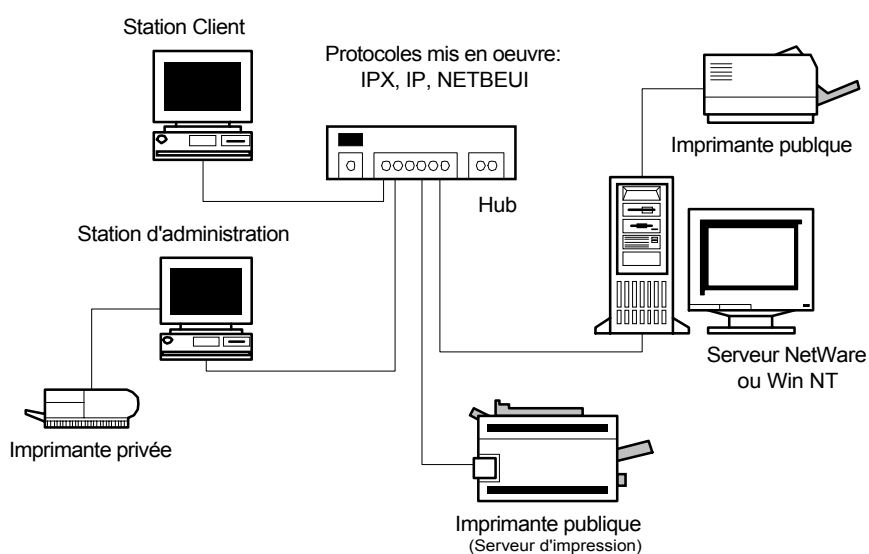 Station Client
Protocoles mis en oeuvre:
IPX, IP, NETBEUI
Imprimante publque
Hub
Station d'administration
Serveur NetWare
ou Win NT
Imprimante privée
Imprimante publique
(Serveur d'impression)